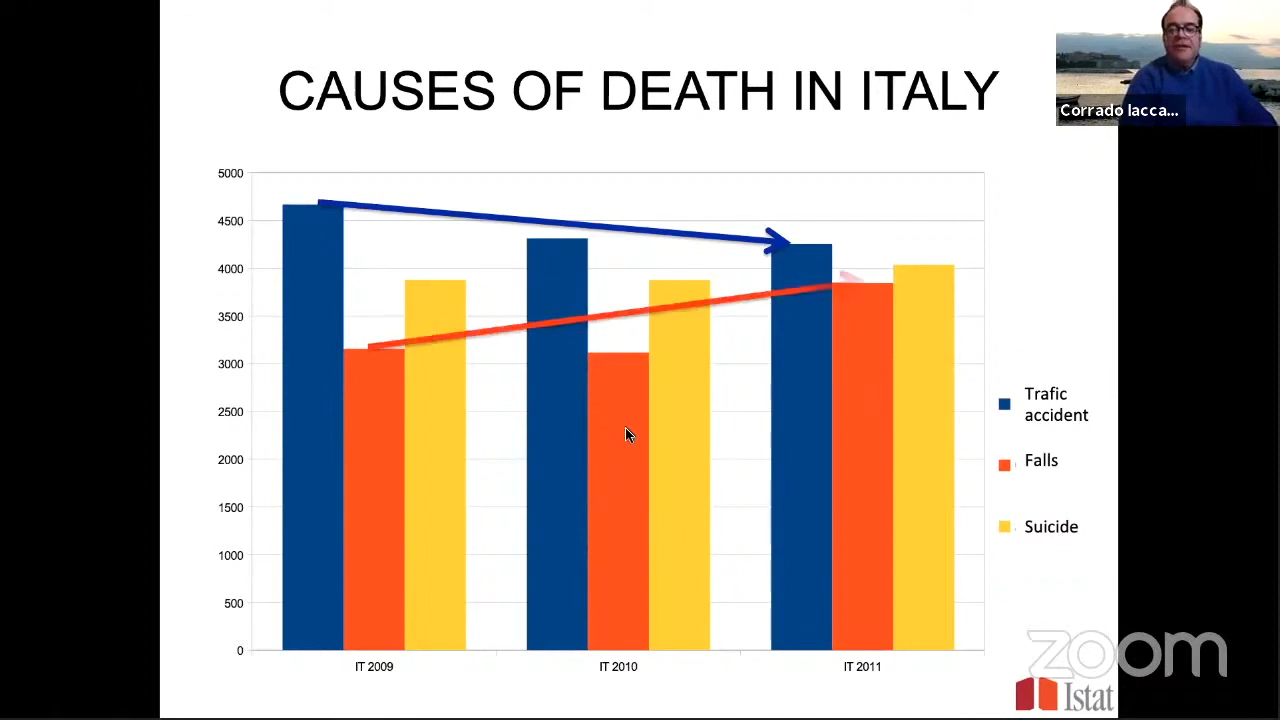 CAUSES OF DEATH IN ITALY
Corrado Iacca...
5000
4500
4000
3500
3000
2500
2000
1500
1000
500
0
IT 2009
IT 2010
IT 2011
Trafic
accident
Falls
Suicide
zoom
Istat